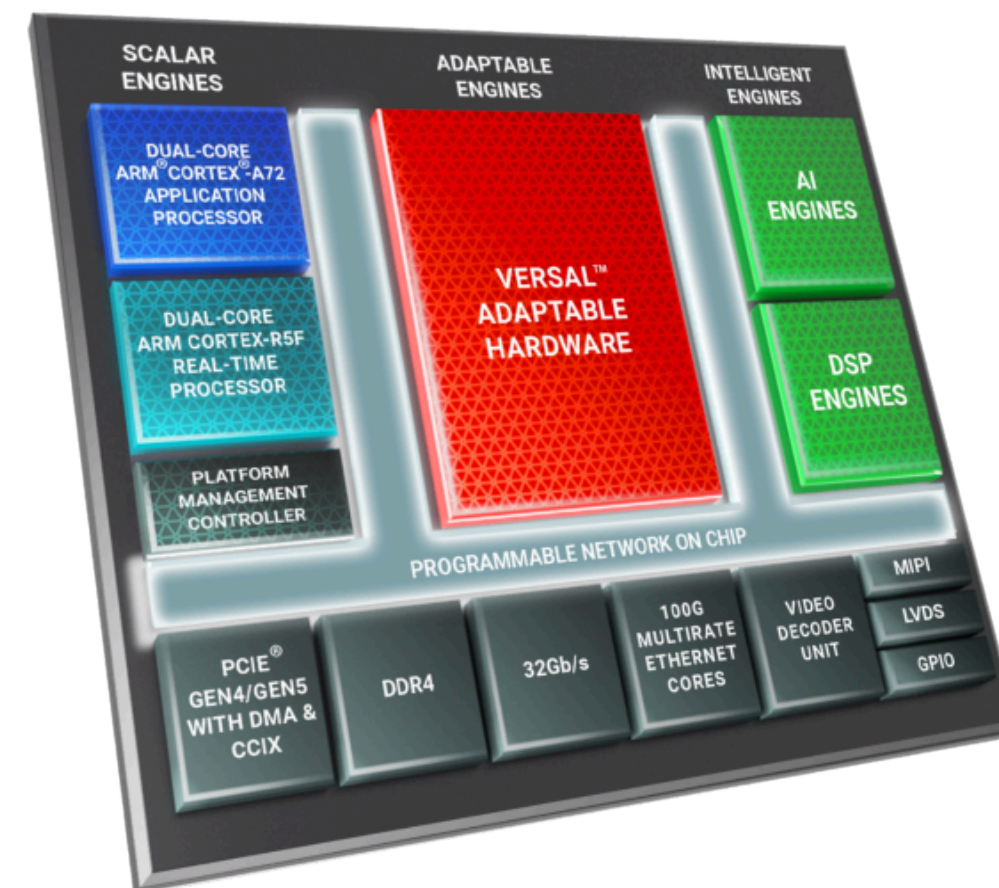 SCALAR
ENGINES
ADAPTABLE
ENGINES
INTELLIGENT
ENGINES
DUAL-CORE
ARM® CORTEX®-A72
APPLICATION
PROCESSOR
DUAL-CORE
ARM CORTEX-R5F
REAL-TIME
PROCESSOR
PLATFORM
MANAGEMENT
CONTROLLER
VERSAL™
ADAPTABLE
HARDWARE
AI
ENGINES
DSP
ENGINES
PROGRAMMABLE NETWORK ON CHIP
PCIE®
GEN4/GEN5
WITH DMA &
CCIX
DDR4
32Gb/s
100G
MULTIRATE
ETHERNET
CORES
VIDEO
DECODER
UNIT
MIPI
LVDS
GPIO